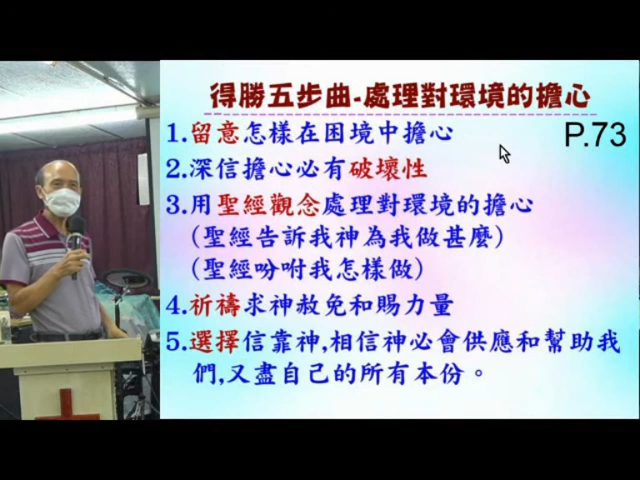 得勝五步曲-處理對環境的擔心
P.73
1.留意怎樣在困境中擔心
2.深信擔心必有破壞性
3.用聖經觀念處理對環境的擔心
(聖經告訴我神為我做甚麼)
(聖經吩咐我怎樣做)
4.祈禱求神赦免和賜力量
5.選擇信靠神,相信神必會供應和幫助我
們,又盡自己的所有本份。